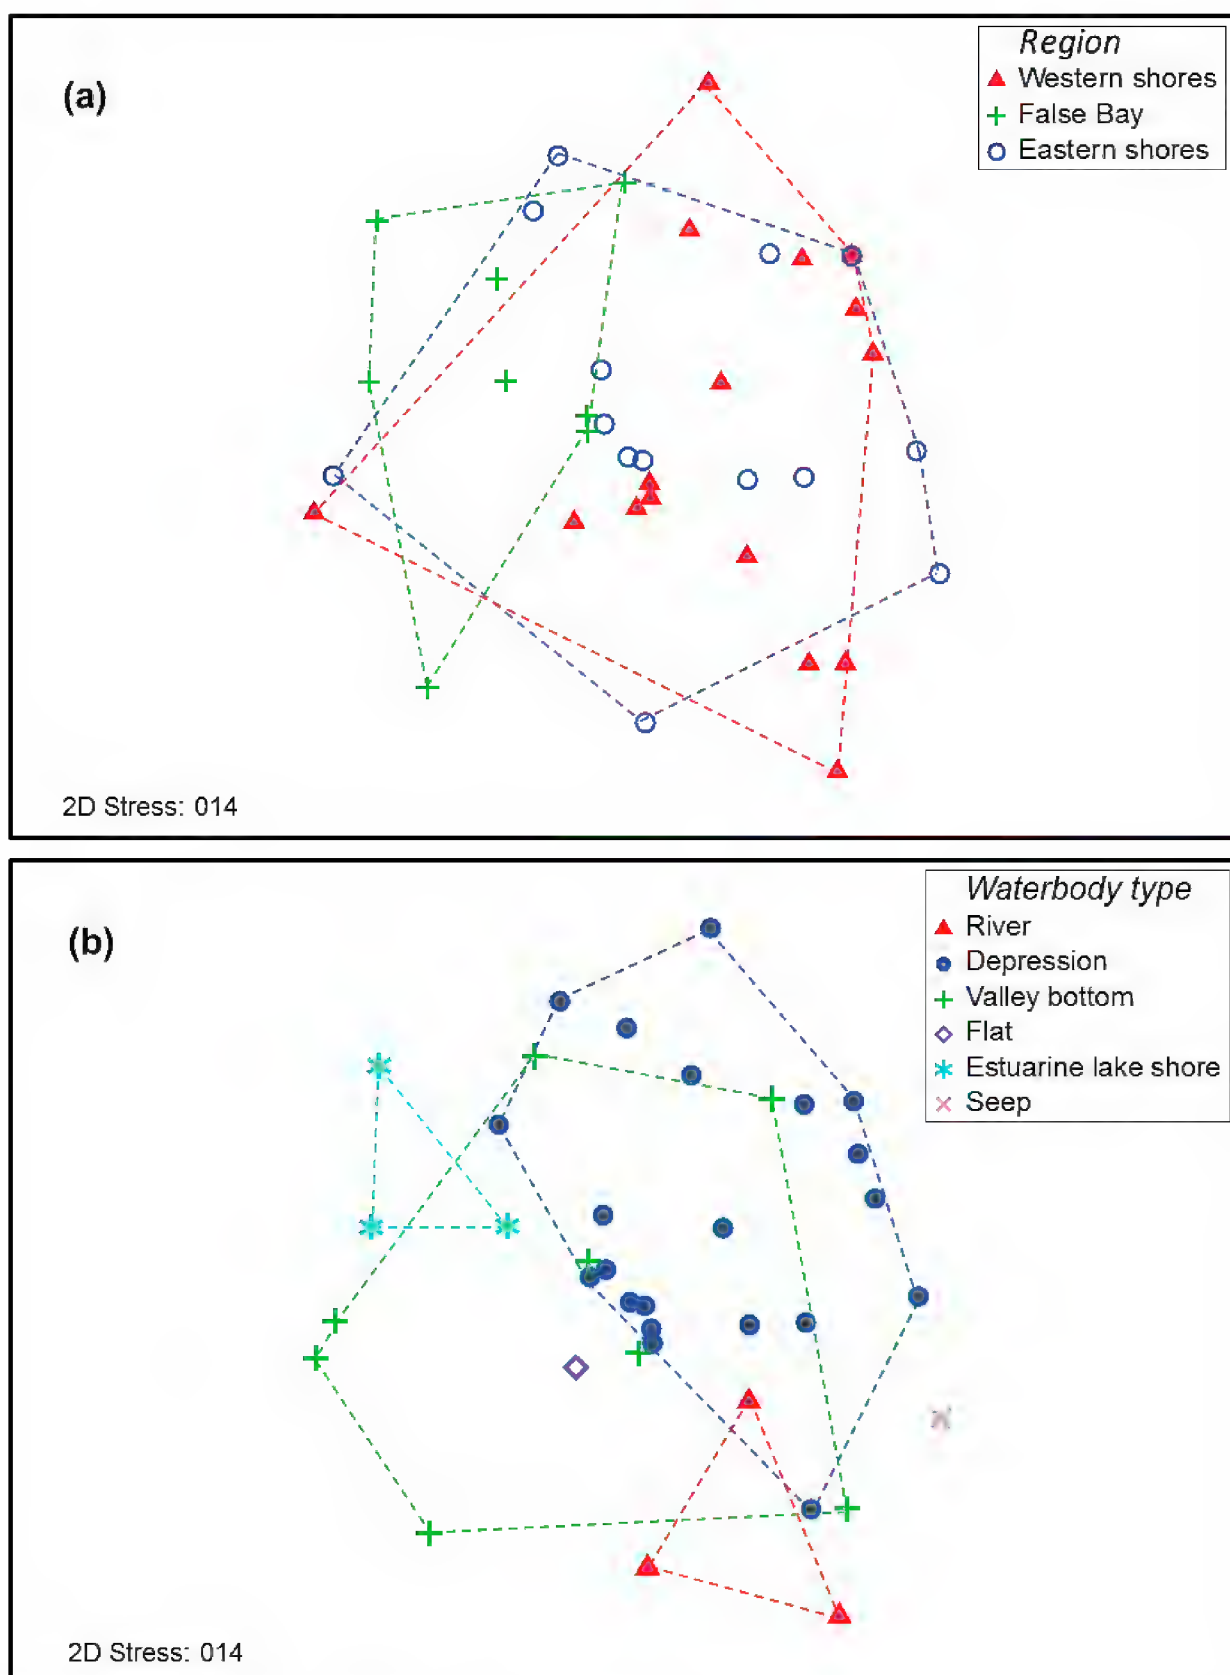 (a)
Region
Western shores
False Bay
Eastern shores
2D Stress: 014
(b)
Waterbody type
River
Depression
Valley bottom
Flat
Estuarine lake shore
Seep
2D Stress: 014